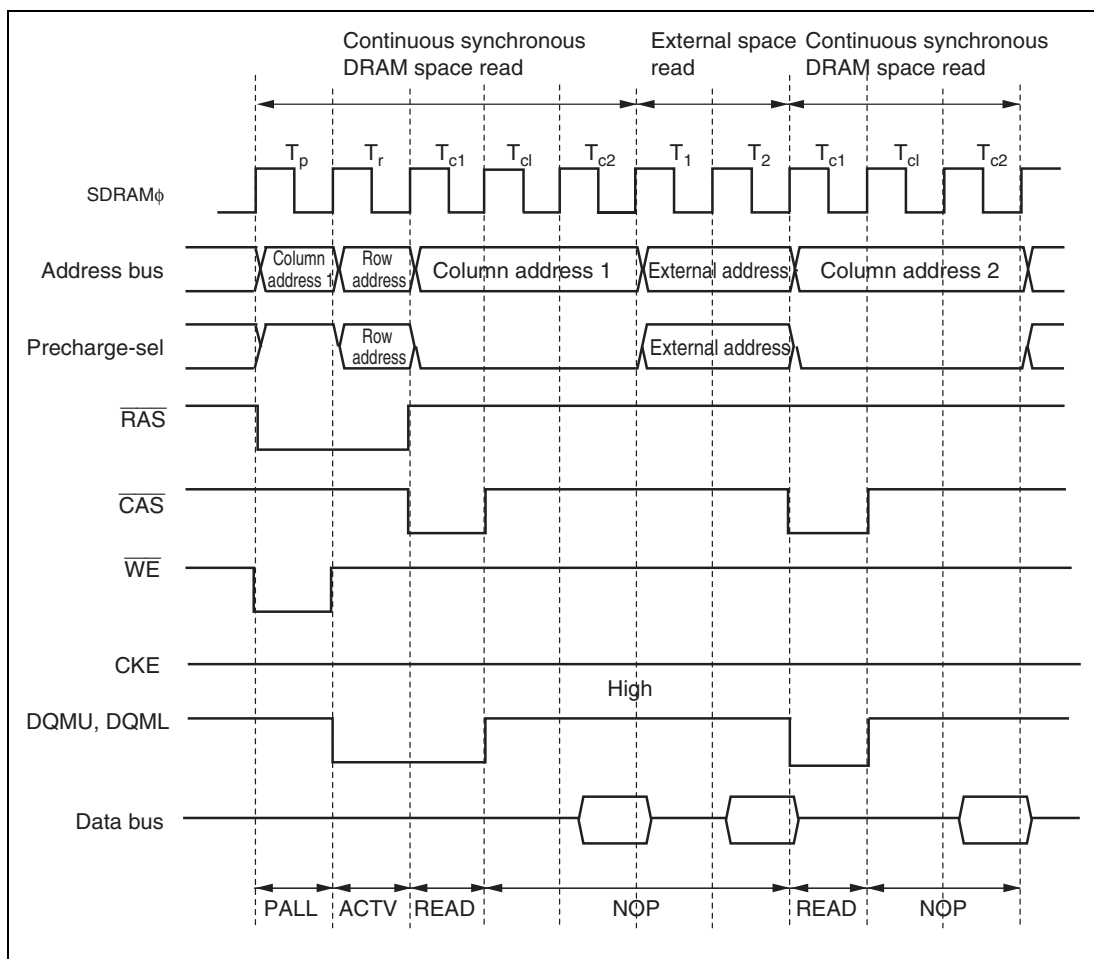 Continuous synchronous
DRAM space read
External space
read
Continuous synchronous
DRAM space read
Tp Tr Tc1 Tcl Tc2 T1 T2 Tc1 Tcl Tc2
SDRAMϕ
Address bus
Column
address 1
Row
address
Column address 1
External address
Column address 2
Precharge-sel
Row
address
External address
RAS
CAS
WE
CKE
High
DQMU, DQML
Data bus
PALL ACTV READ NOP READ NOP